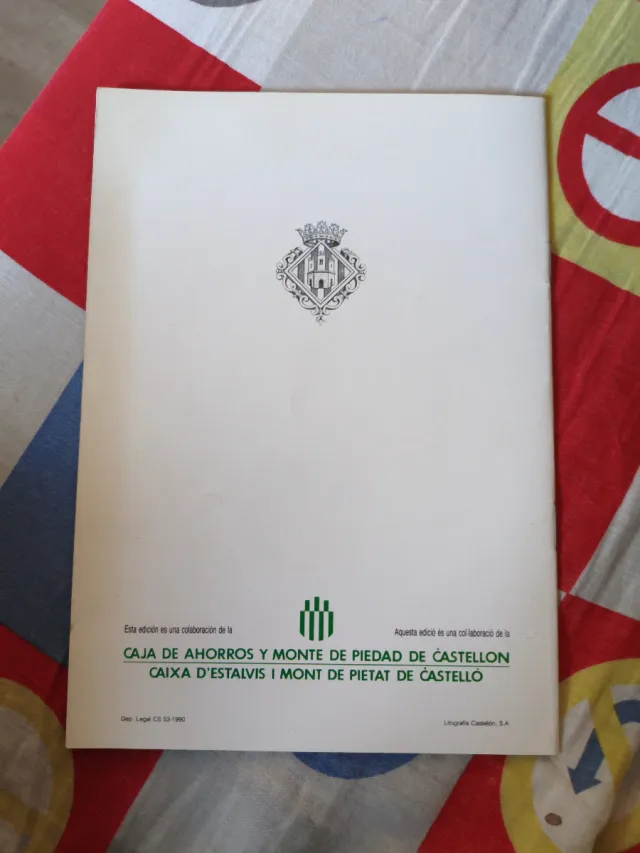 Esta edición es una colaboración de la
Aquesta edició és una col·laboració de la
CAJA DE AHORROS Y MONTE DE PIEDAD DE CASTELLON
CAIXA D'ESTALVIS I MONT DE PIETAT DE CASTELLÓ
Dep. Legal CS 53-1990
Litografía Castellón, S.A